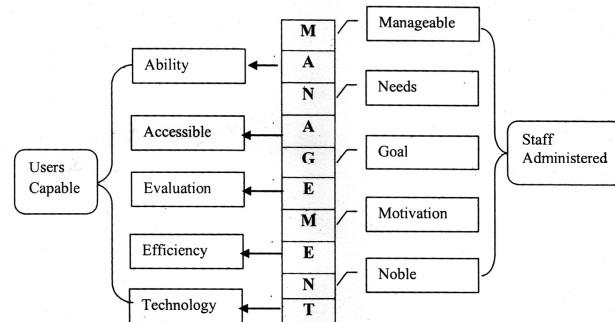 M
A
N
A
G
E
M
E
N
T
Manageable
Needs
Goal
Motivation
Noble
Ability
Accessible
Evaluation
Efficiency
Technology
Users
Capable
Staff
Administered